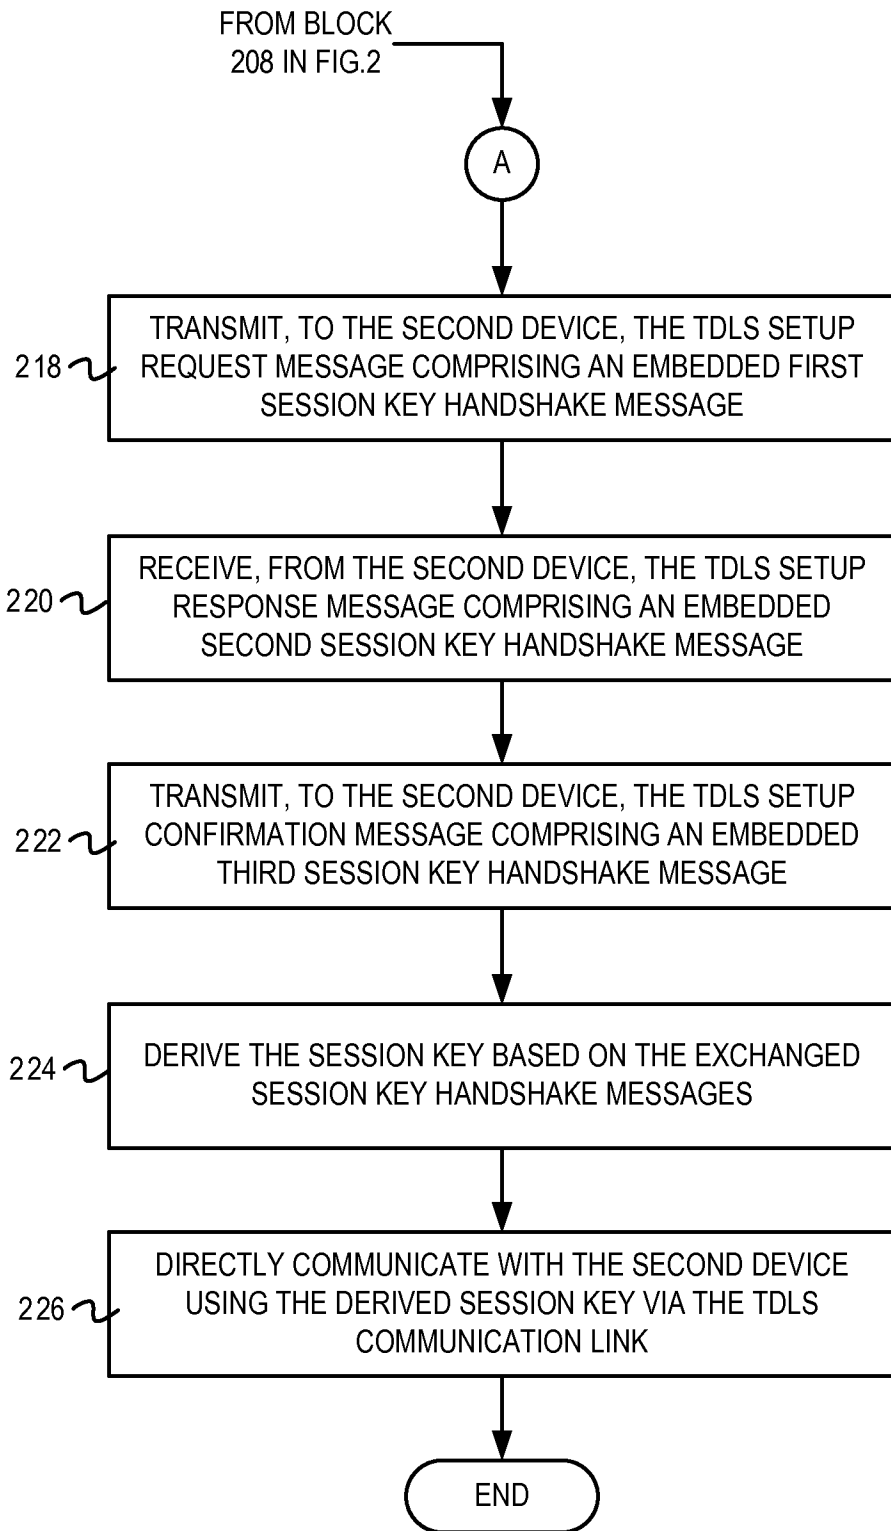 FROM BLOCK
208 IN FIG.2
A
TRANSMIT, TO THE SECOND DEVICE, THE TDLS SETUP
218
REQUEST MESSAGE COMPRISING AN EMBEDDED FIRST
SESSION KEY HANDSHAKE MESSAGE
RECEIVE, FROM THE SECOND DEVICE, THE TDLS SETUP
220
RESPONSE MESSAGE COMPRISING AN EMBEDDED
SECOND SESSION KEY HANDSHAKE MESSAGE
TRANSMIT, TO THE SECOND DEVICE, THE TDLS SETUP
222
CONFIRMATION MESSAGE COMPRISING AN EMBEDDED
THIRD SESSION KEY HANDSHAKE MESSAGE
224
DERIVE THE SESSION KEY BASED ON THE EXCHANGED
SESSION KEY HANDSHAKE MESSAGES
DIRECTLY COMMUNICATE WITH THE SECOND DEVICE
226
USING THE DERIVED SESSION KEY VIA THE TDLS
COMMUNICATION LINK
END